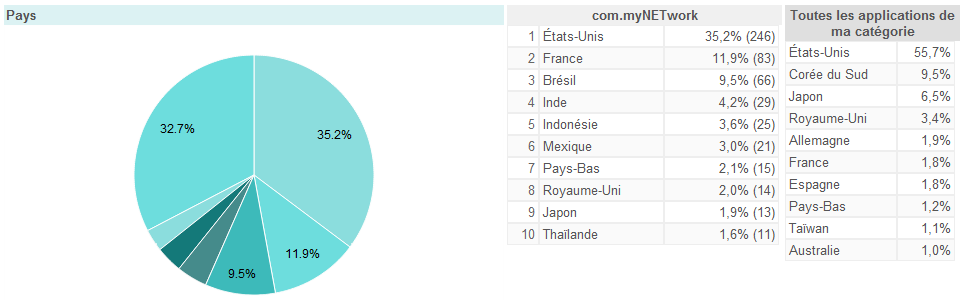 Pays
32.7%
35.2%
11.9%
9.5%
com.myNETwork
1 États-Unis 35,2% (246)
2 France 11,9% (83)
3 Brésil 9,5% (66)
4 Inde 4,2% (29)
5 Indonésie 3,6% (25)
6 Mexique 3,0% (21)
7 Pays-Bas 2,1% (15)
8 Royaume-Uni 2,0% (14)
9 Japon 1,9% (13)
10 Thaïlande 1,6% (11)
Toutes les applications de
ma catégorie
États-Unis 55,7%
Corée du Sud 9,5%
Japon 6,5%
Royaume-Uni 3,4%
Allemagne 1,9%
France 1,8%
Espagne 1,8%
Pays-Bas 1,2%
Taïwan 1,1%
Australie 1,0%